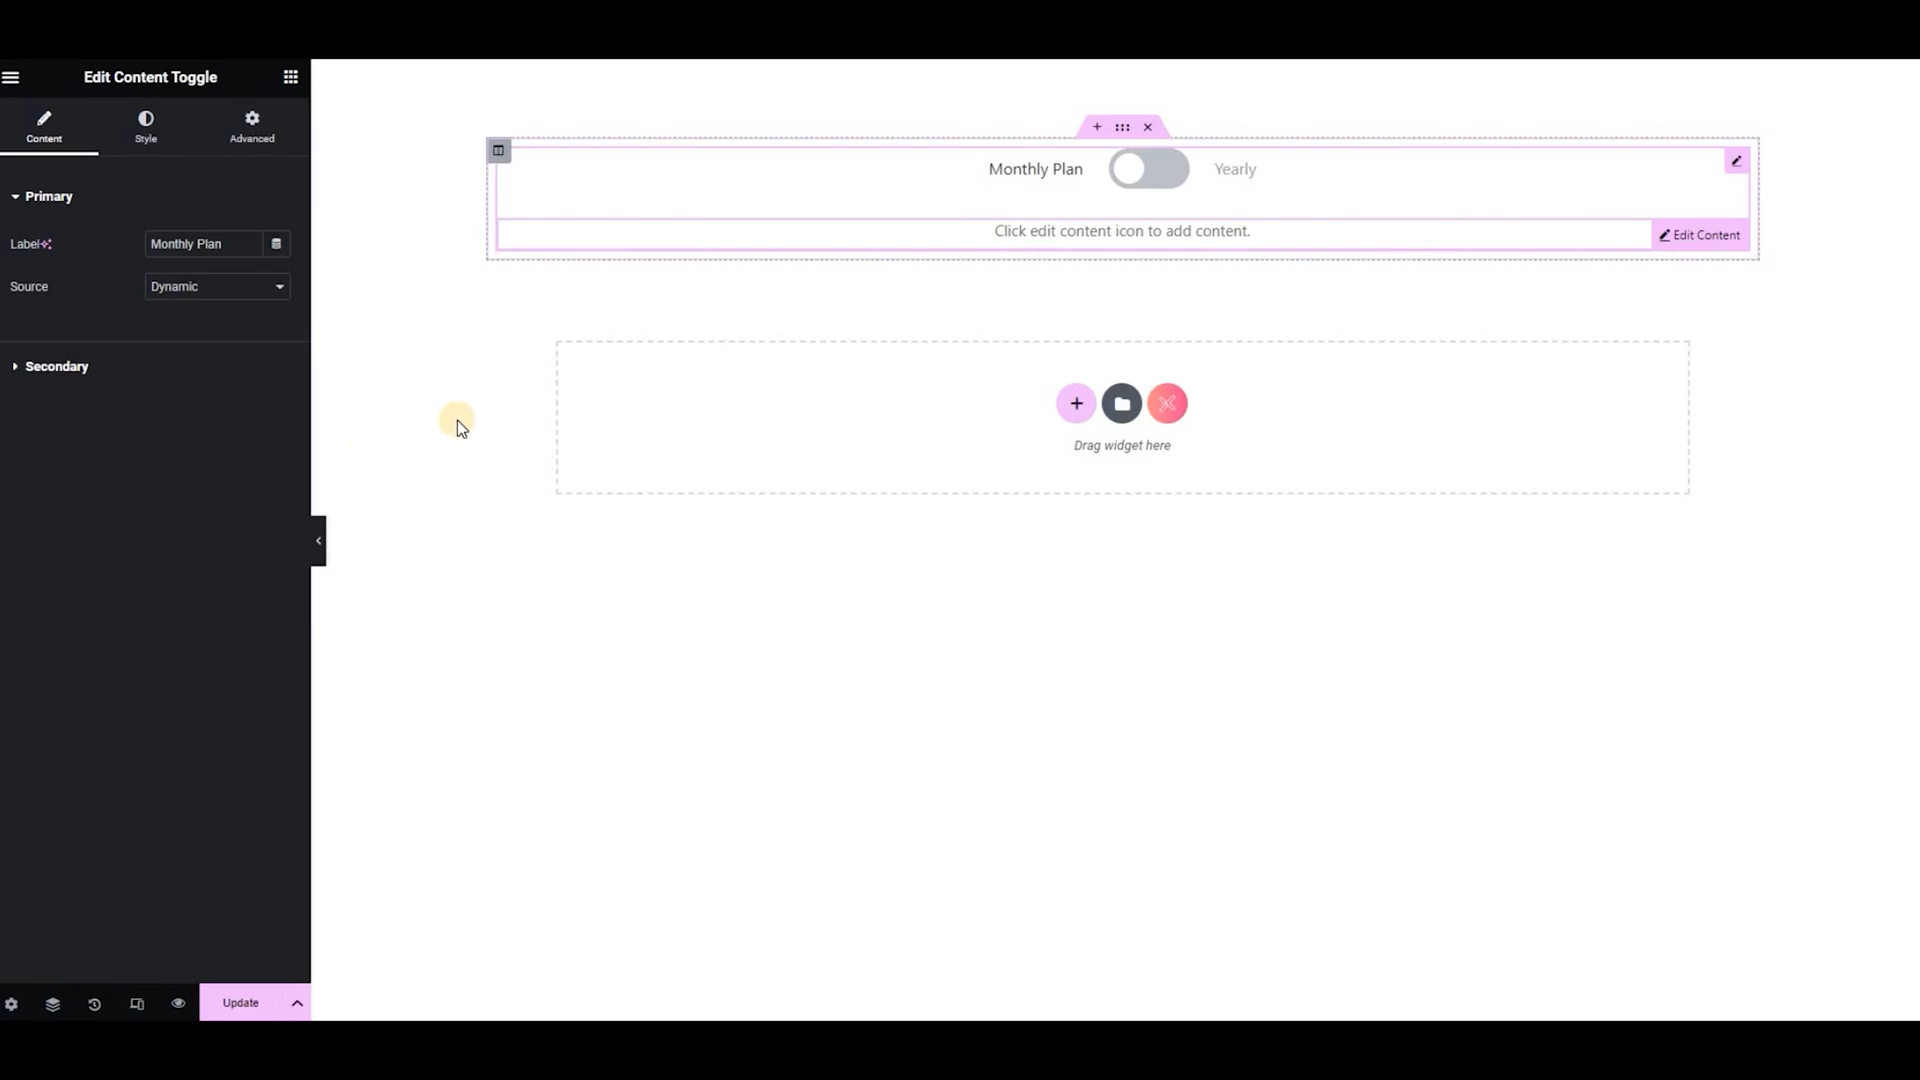 Edit Content Toggle
Content
Style
Advanced
Primary
Label
Monthly Plan
Source
Dynamic
Secondary
Update
Monthly Plan
Yearly
Click edit content icon to add content.
Edit Content
Drag widget here